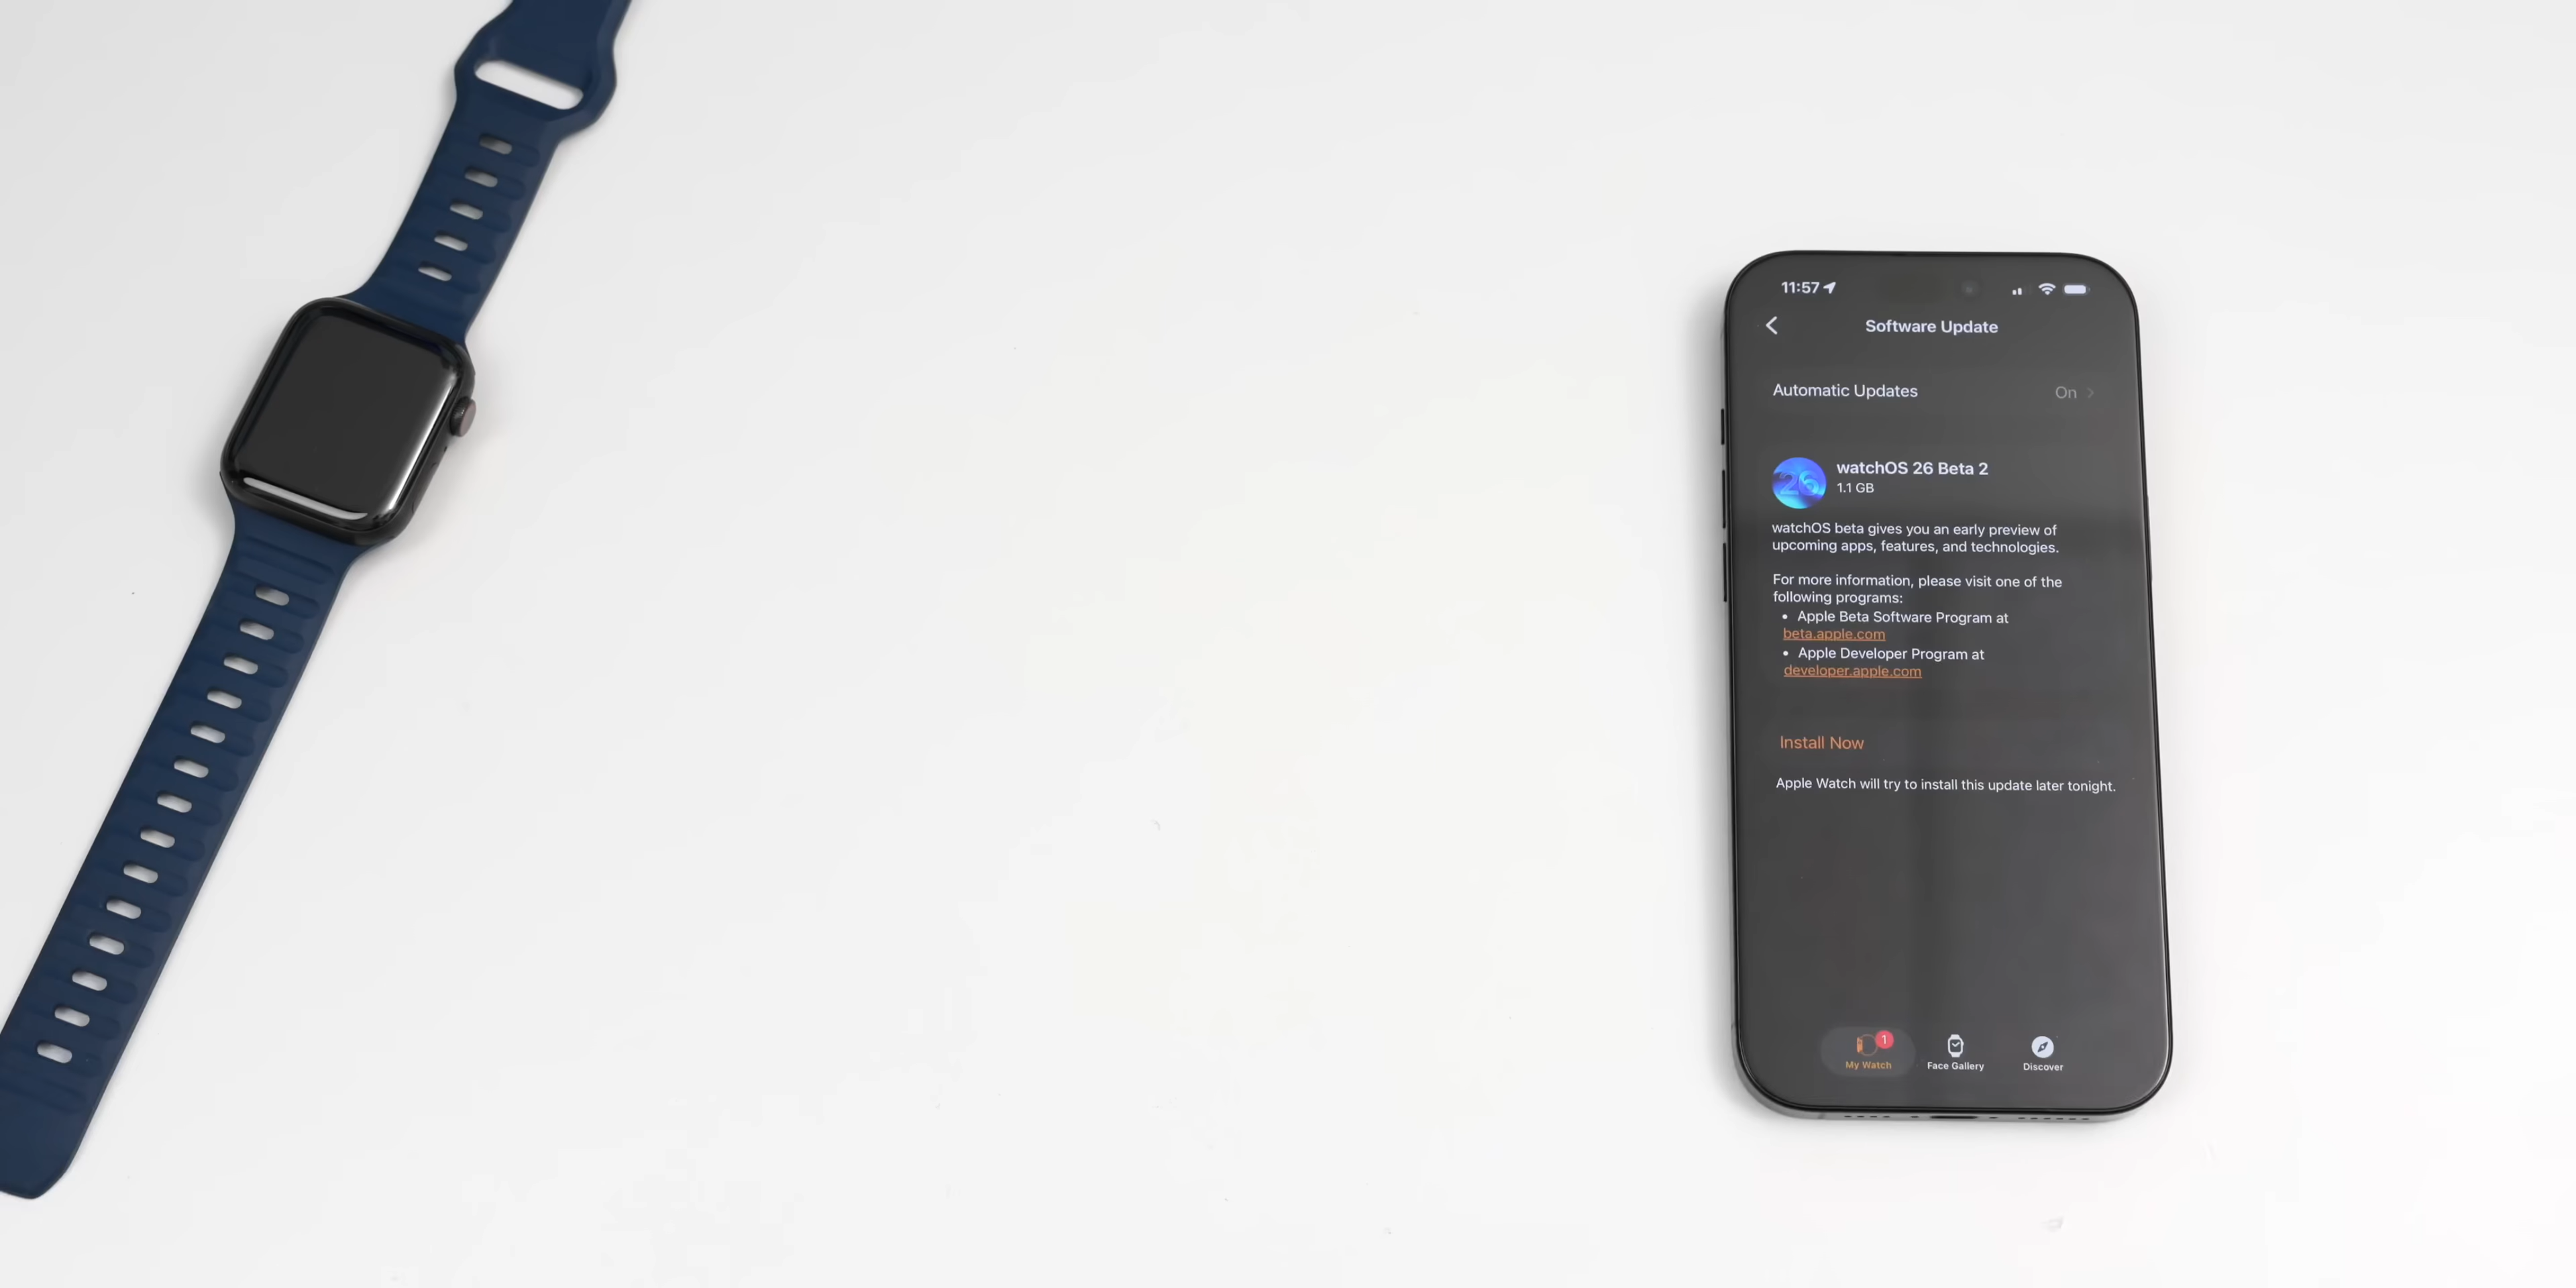 11:57
Software Update
Automatic Updates On
26
watchOS 26 Beta 2
1.1 GB
watchOS beta gives you an early preview of
upcoming apps, features, and technologies.
For more information, please visit one of the
following programs:
• Apple Beta Software Program at
beta.apple.com
• Apple Developer Program at
developer.apple.com
Install Now
Apple Watch will try to install this update later tonight.
1
My Watch Face Gallery Discover